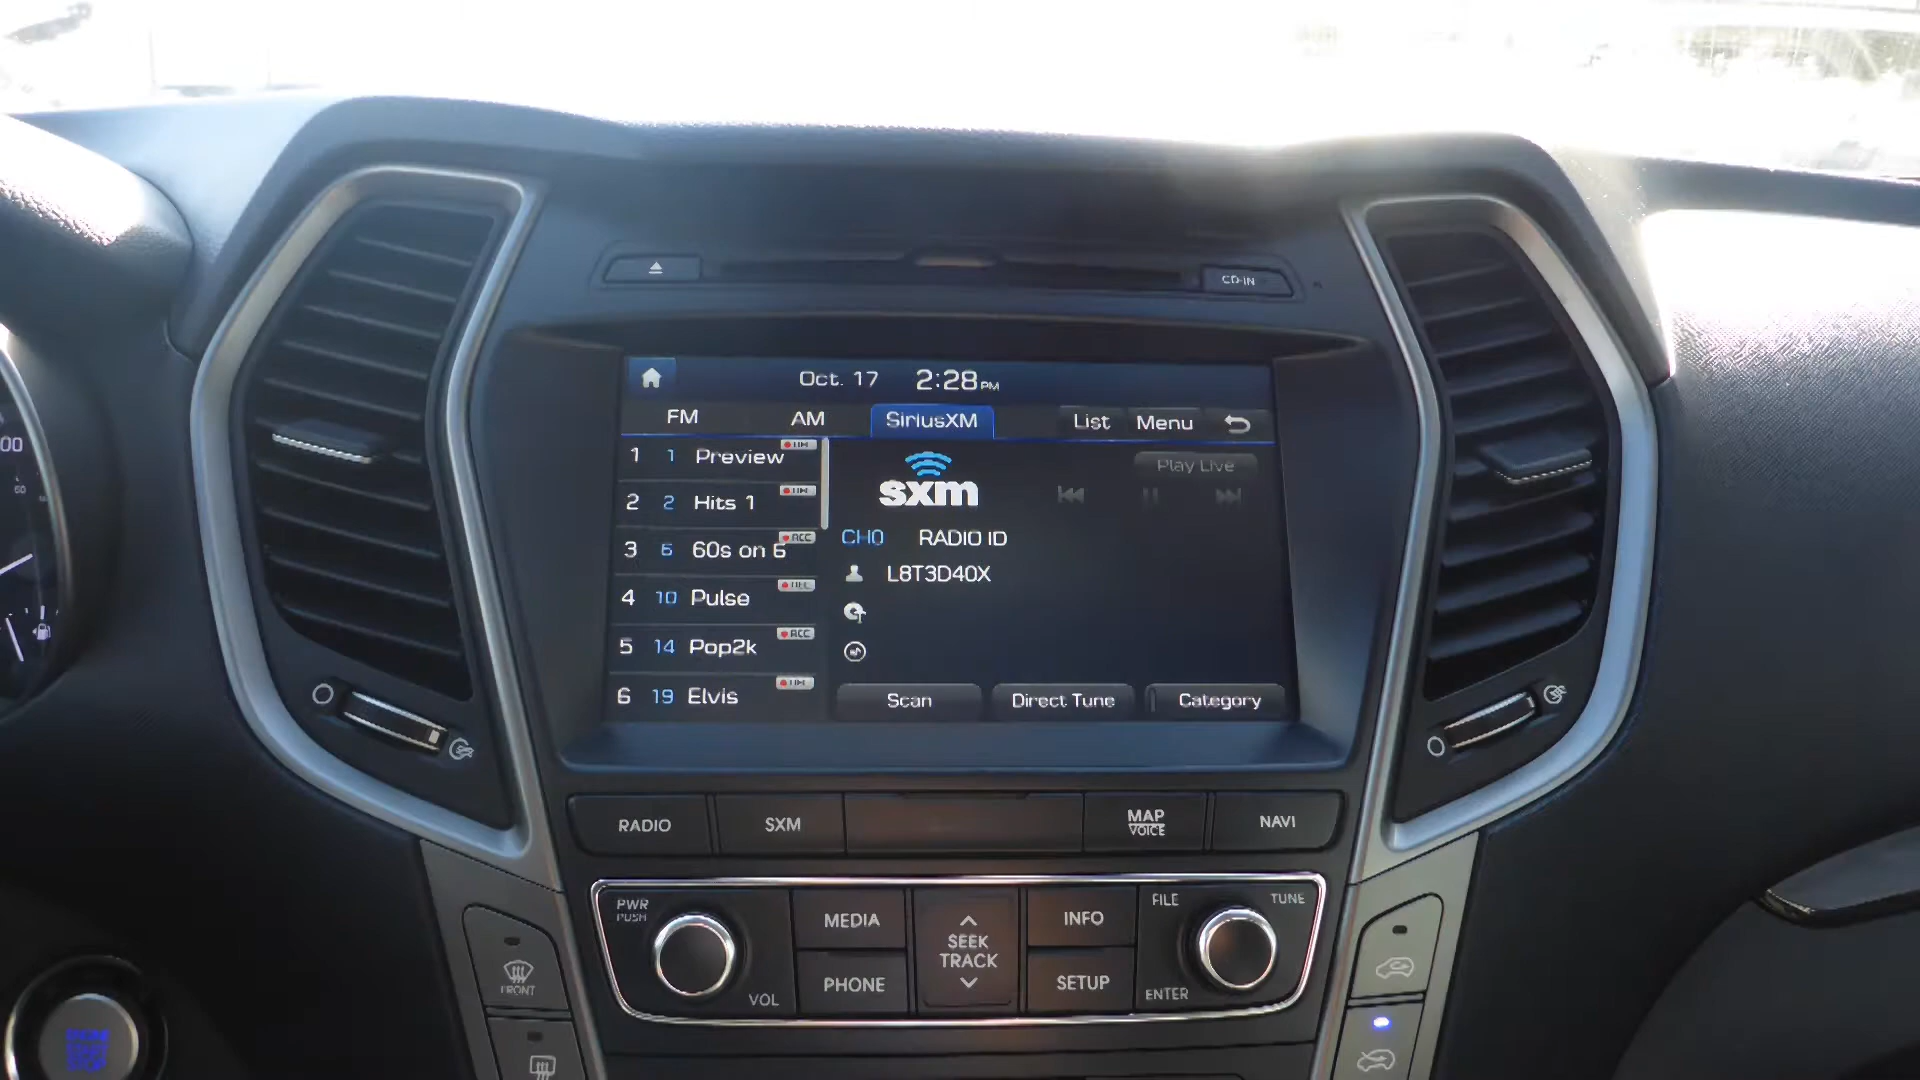 CD-IN
Oct. 17 2:28 PM
FM AM SiriusXM List Menu
1 1 Preview
2 2 Hits 1
3 6 60s on 6
4 10 Pulse
5 14 Pop2k
6 19 Elvis
sxm
Play Live
CH0 RADIO ID
L8T3D40X
Scan Direct Tune Category
RADIO SXM MAP VOICE NAVI
PWR PUSH
VOL
MEDIA
PHONE
SEEK
TRACK
INFO
SETUP
FILE TUNE
ENTER
FRONT